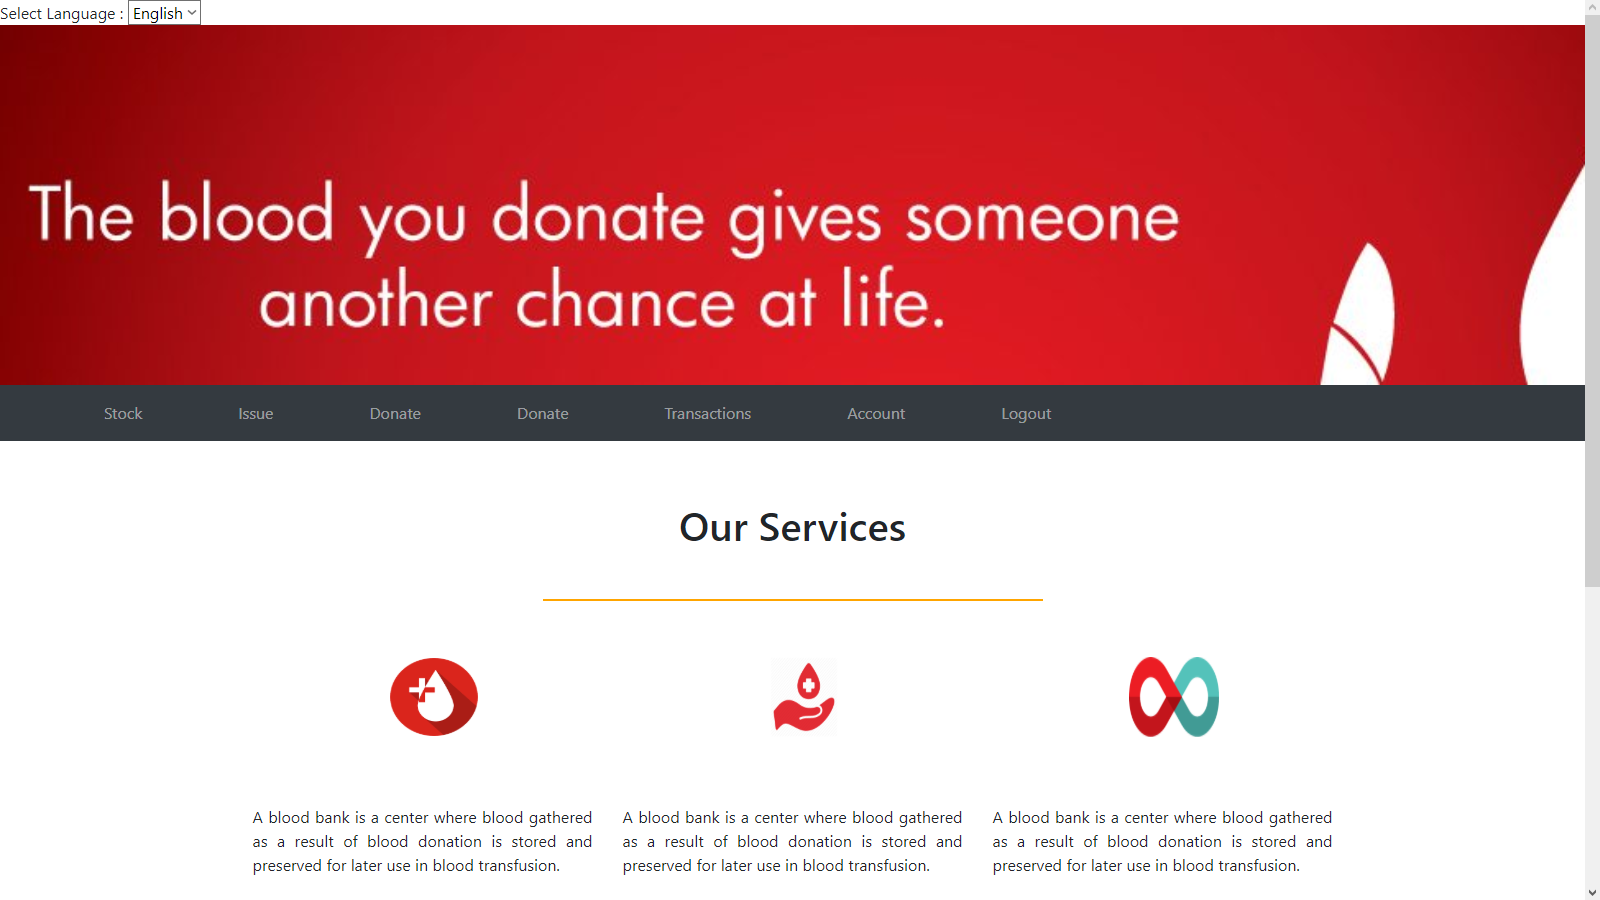 Select Language : English
The blood you donate gives someone
another chance at life.
Stock Issue Donate Donate Transactions Account Logout
Our Services
A blood bank is a center where blood gathered
as a result of blood donation is stored and
preserved for later use in blood transfusion.
A blood bank is a center where blood gathered
as a result of blood donation is stored and
preserved for later use in blood transfusion.
A blood bank is a center where blood gathered
as a result of blood donation is stored and
preserved for later use in blood transfusion.